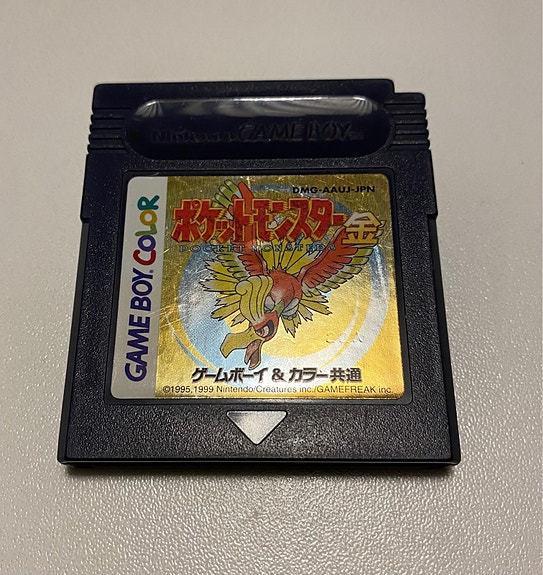 Nintendo GAME BOY™
DMG-AAUJ-JPN
ポケットモンスター金
POCKET MONSTERS
GAME BOY COLOR
ゲームボーイ & カラー共通
©1995,1999 Nintendo/Creatures inc./GAMEFREAK inc.